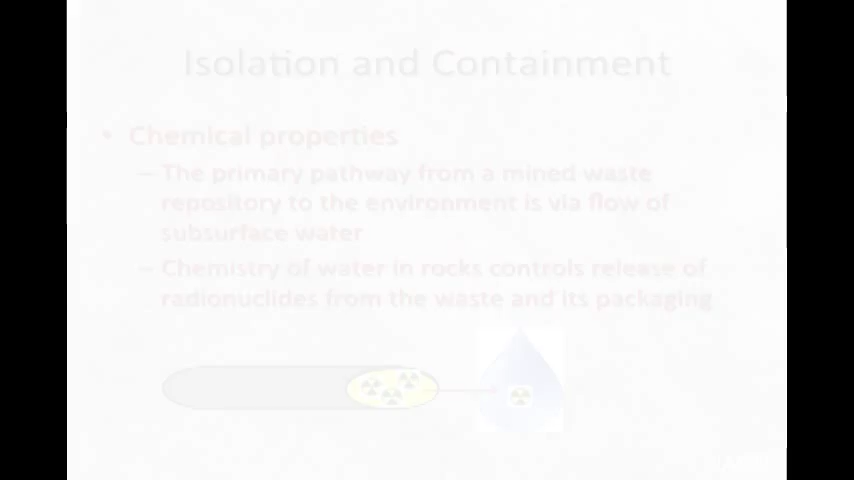 Isolation and Containment
• Chemical properties
– The primary pathway from a mined waste
repository to the environment is via flow of
subsurface water
– Chemistry of water in rocks controls release of
radionuclides from the waste and its packaging